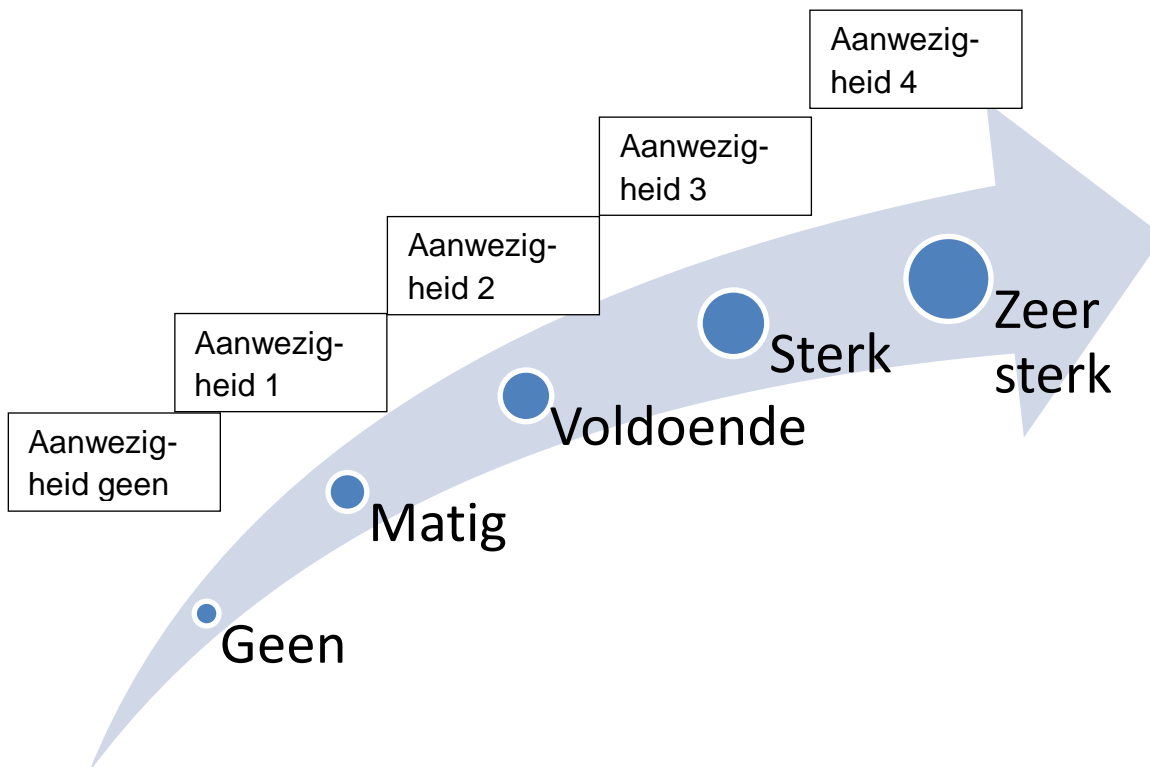 Aanwezig-
heid geen
Aanwezig-
heid 1
Aanwezig-
heid 2
Aanwezig-
heid 3
Aanwezig-
heid 4
Geen
Matig
Voldoende
Sterk
Zeer
sterk